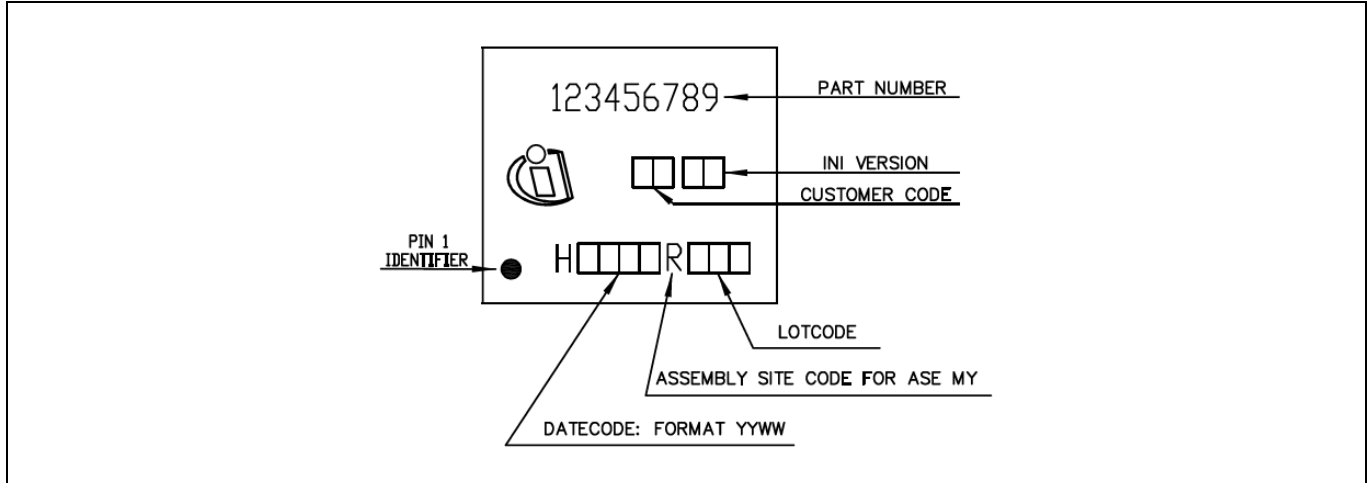 123456789
PART NUMBER
INI VERSION
CUSTOMER CODE
PIN 1
IDENTIFIER
H R
LOTCODE
ASSEMBLY SITE CODE FOR ASE MY
DATECODE: FORMAT YYWW